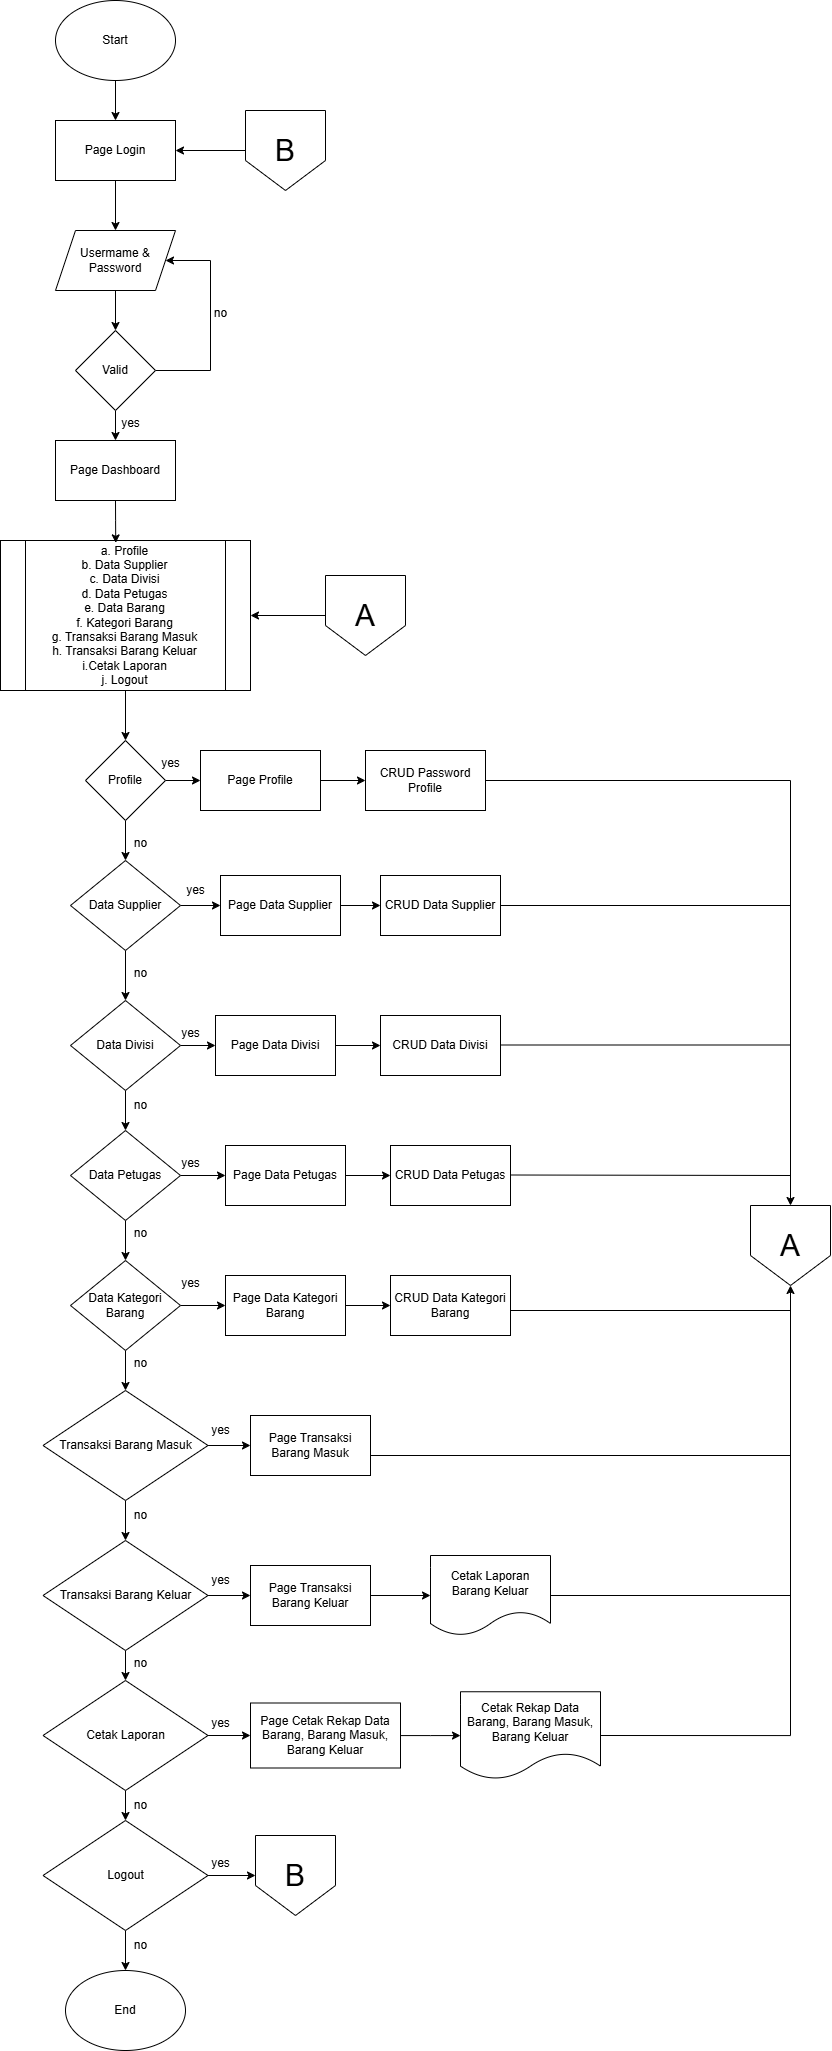 Start
Page Login
B
Usermame &
Password
no
Valid
yes
Page Dashboard
a. Profile
b. Data Supplier
c. Data Divisi
d. Data Petugas
e. Data Barang
f. Kategori Barang
g. Transaksi Barang Masuk
h. Transaksi Barang Keluar
i.Cetak Laporan
j. Logout
A
Profile
yes
Page Profile
CRUD Password
Profile
no
Data Supplier
yes
Page Data Supplier
CRUD Data Supplier
no
Data Divisi
yes
Page Data Divisi
CRUD Data Divisi
no
Data Petugas
yes
Page Data Petugas
CRUD Data Petugas
A
no
Data Kategori
Barang
yes
Page Data Kategori
Barang
CRUD Data Kategori
Barang
no
Transaksi Barang Masuk
yes
Page Transaksi
Barang Masuk
no
Transaksi Barang Keluar
yes
Page Transaksi
Barang Keluar
Cetak Laporan
Barang Keluar
no
Cetak Laporan
yes
Page Cetak Rekap Data
Barang, Barang Masuk,
Barang Keluar
Cetak Rekap Data
Barang, Barang Masuk,
Barang Keluar
no
Logout
yes
B
no
End